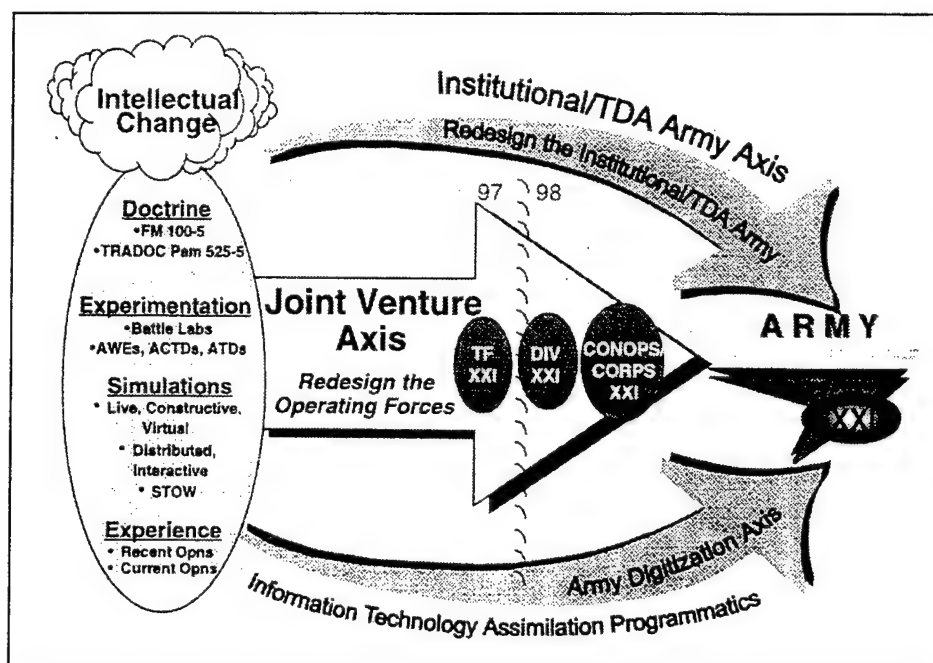 Intellectual
Change
Doctrine
•FM 100-5
•TRADOC Pam 525-5
Experimentation
•Battle Labs
•AWEs, ACTDs, ATDs
Simulations
• Live, Constructive,
Virtual
• Distributed,
Interactive
• STOW
Experience
• Recent Opns
• Current Opns
Institutional/TDA Army Axis
Redesign the Institutional/TDA Army
97
98
Joint Venture
Axis
Redesign the
Operating Forces
TF
XXI
DIV
XXI
CONOPS/
CORPS
XXI
ARMY
XXI
Army Digitization Axis
Information Technology Assimilation Programmatics